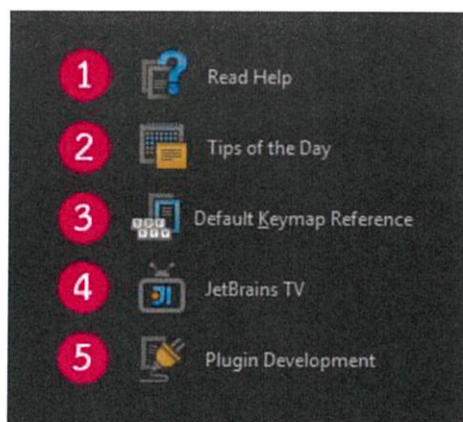 1 Read Help
2 Tips of the Day
3 Default Keymap Reference
4 JetBrains TV
5 Plugin Development